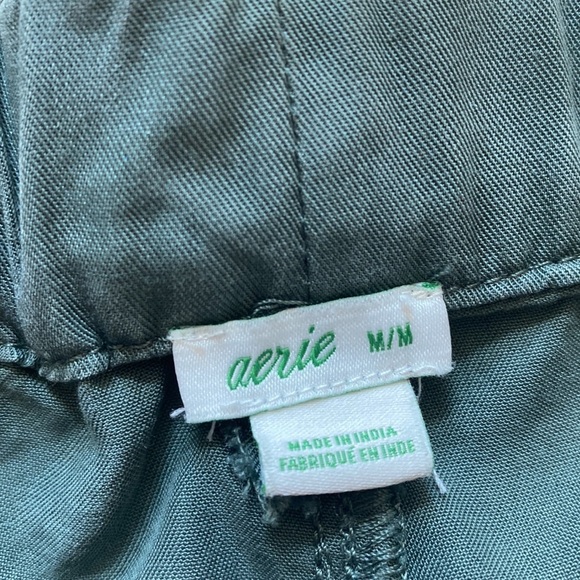 aerie M/M
MADE IN INDIA
FABRIQUÉ EN INDE